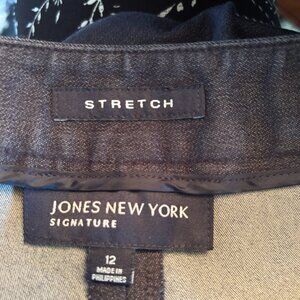 STRETCH
JONES NEW YORK
SIGNATURE
12
MADE IN
PHILIPPINES